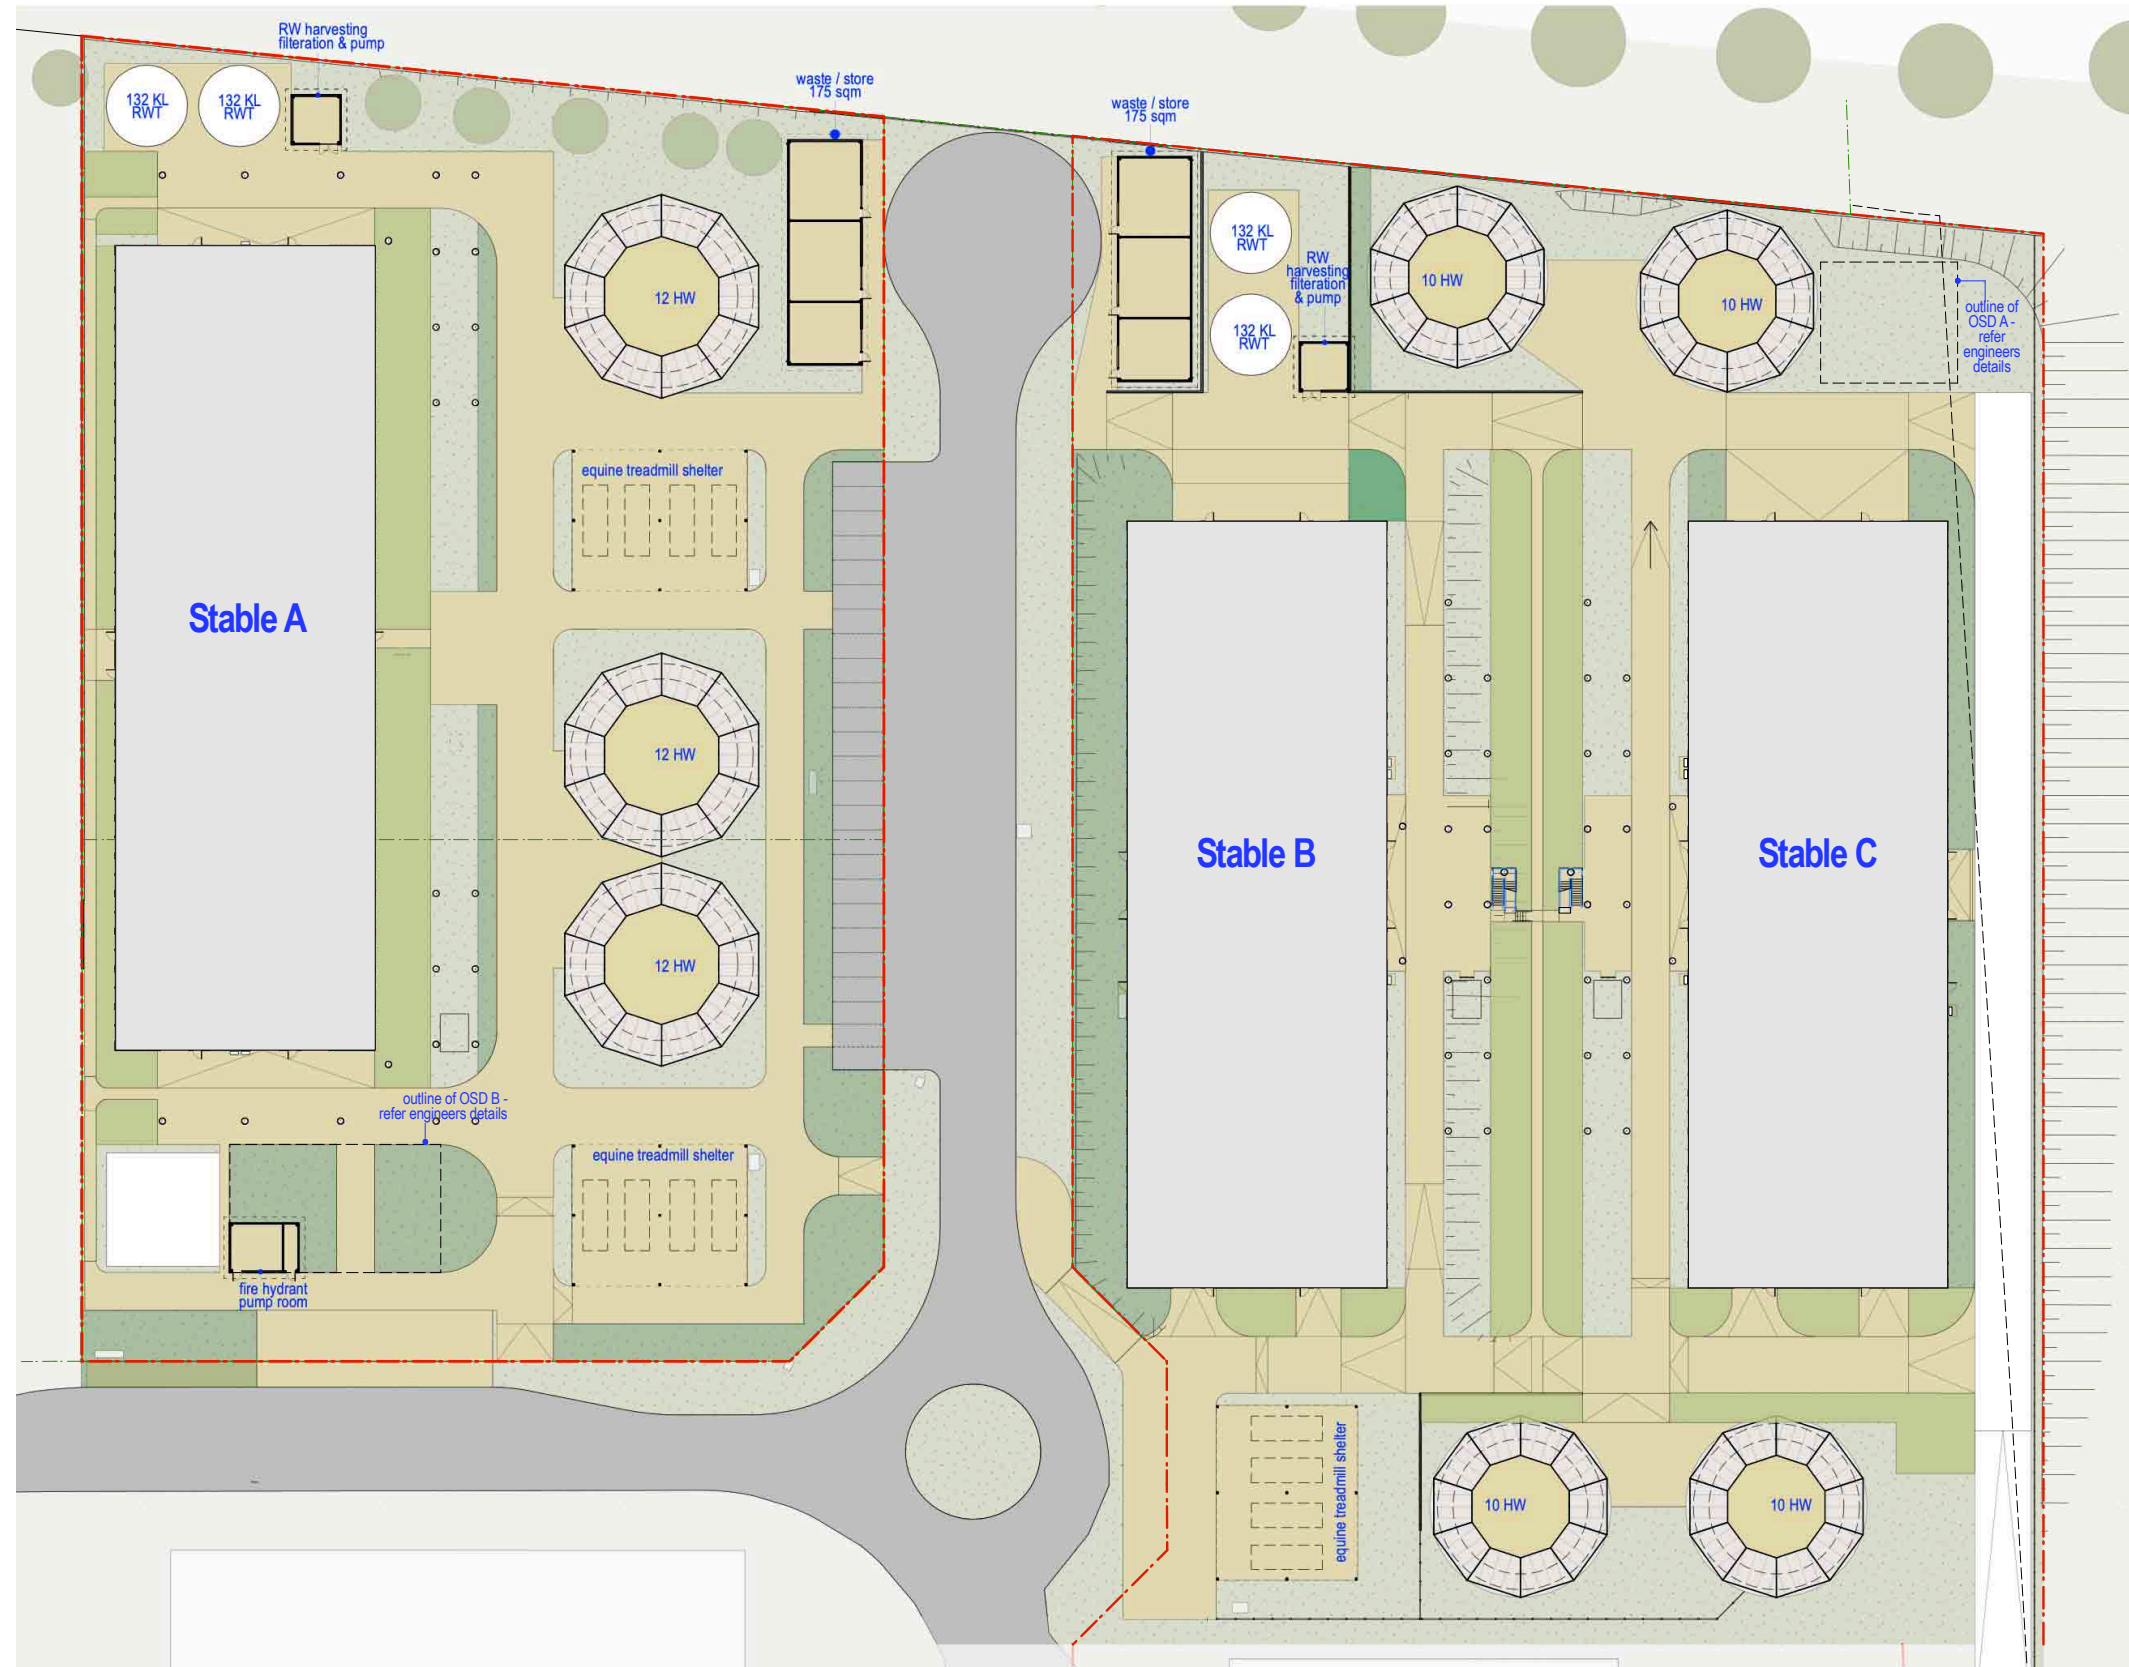 RW harvesting
filteration & pump
132 KL
RWT
132 KL
RWT
waste / store
175 sqm
waste / store
175 sqm
12 HW
132 KL
RWT
RW
harvesting
filteration
& pump
132 KL
RWT
10 HW
10 HW
outline of
OSD A -
refer
engineers
details
equine treadmill shelter
Stable A
12 HW
Stable B
Stable C
12 HW
outline of OSD B -
refer engineers details
equine treadmill shelter
fire hydrant
pump room
equine treadmill shelter
10 HW
10 HW